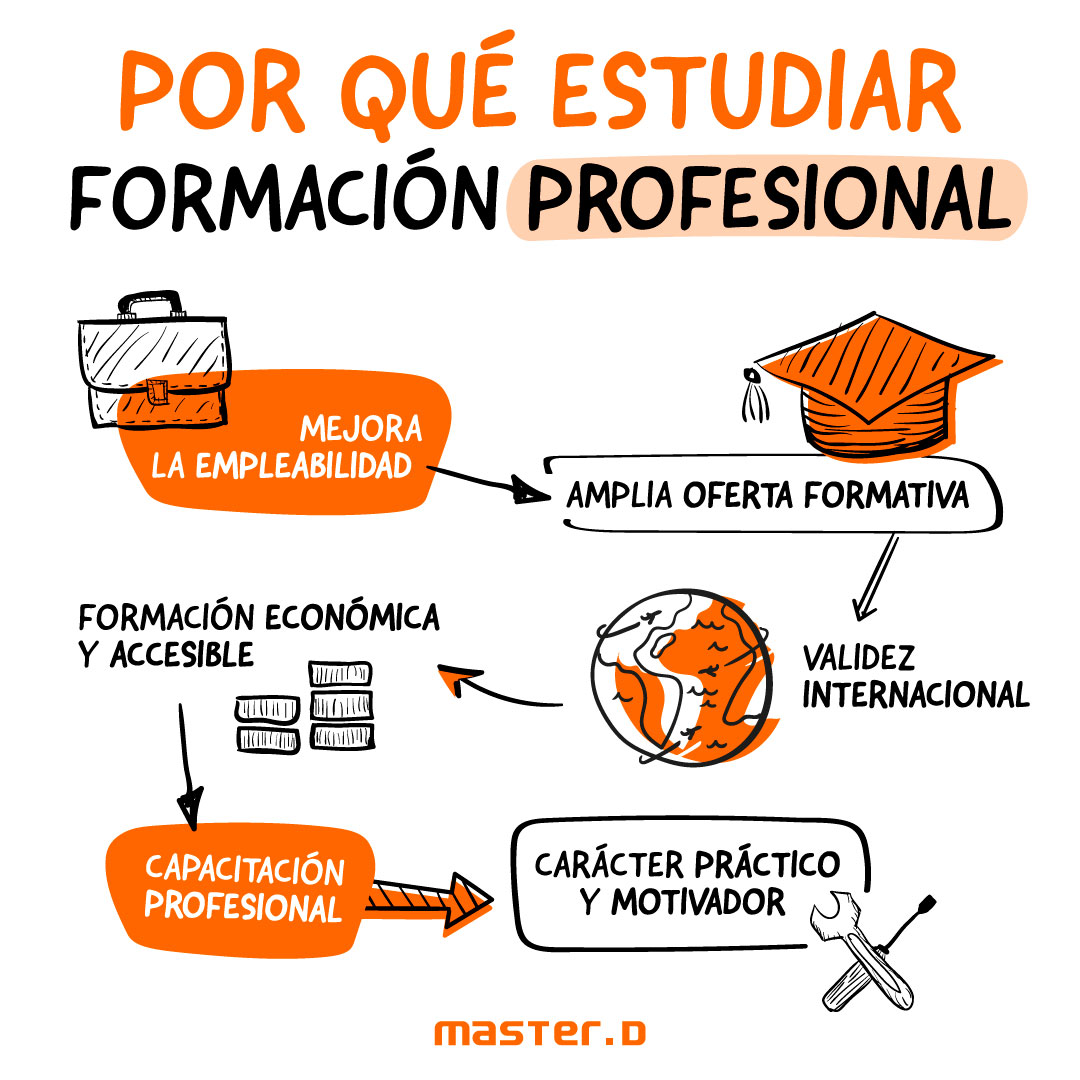 POR QUÉ ESTUDIAR
FORMACIÓN PROFESIONAL
MEJORA
LA EMPLEABILIDAD
AMPLIA OFERTA FORMATIVA
VALIDEZ
INTERNACIONAL
FORMACIÓN ECONÓMICA
Y ACCESIBLE
CAPACITACIÓN
PROFESIONAL
CARÁCTER PRÁCTICO
Y MOTIVADOR
master.D